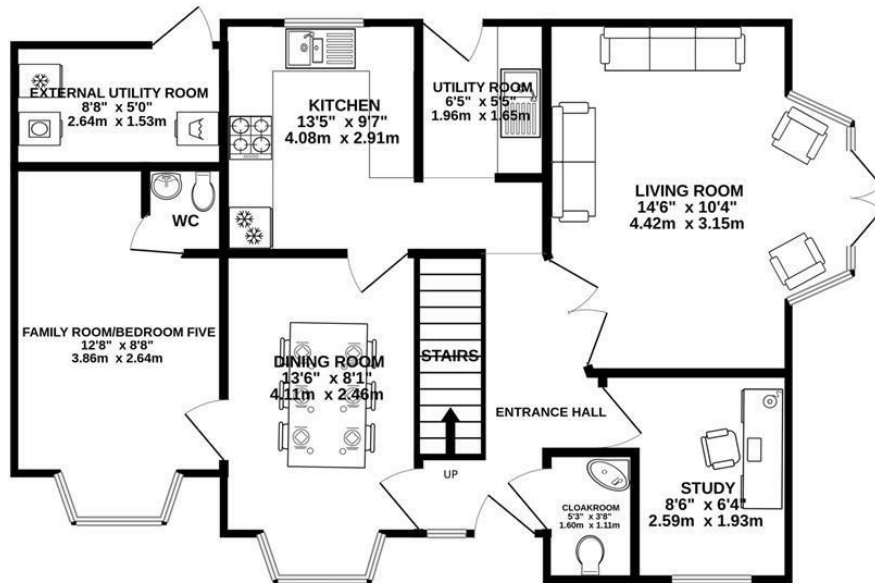 EXTERNAL UTILITY ROOM
8'8" x 5'0"
2.64m x 1.53m
KITCHEN
13'5" x 9'7"
4.08m x 2.91m
UTILITY ROOM
6'5" x 5'5"
1.96m x 1.65m
LIVING ROOM
14'6" x 10'4"
4.42m x 3.15m
WC
FAMILY ROOM/BEDROOM FIVE
12'8" x 8'8"
3.86m x 2.64m
DINING ROOM
13'6" x 8'1"
4.11m x 2.46m
STAIRS
UP
ENTRANCE HALL
CLOAKROOM
5'3" x 3'8"
1.60m x 1.11m
STUDY
8'6" x 6'4"
2.59m x 1.93m